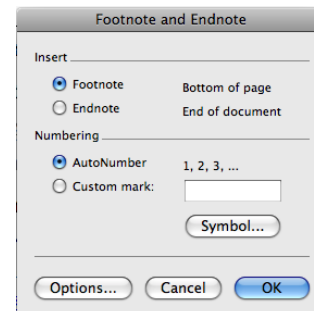 Footnote and Endnote
Insert
Footnote Bottom of page
Endnote End of document
Numbering
AutoNumber 1, 2, 3, ...
Custom mark:
Symbol...
Options... Cancel OK